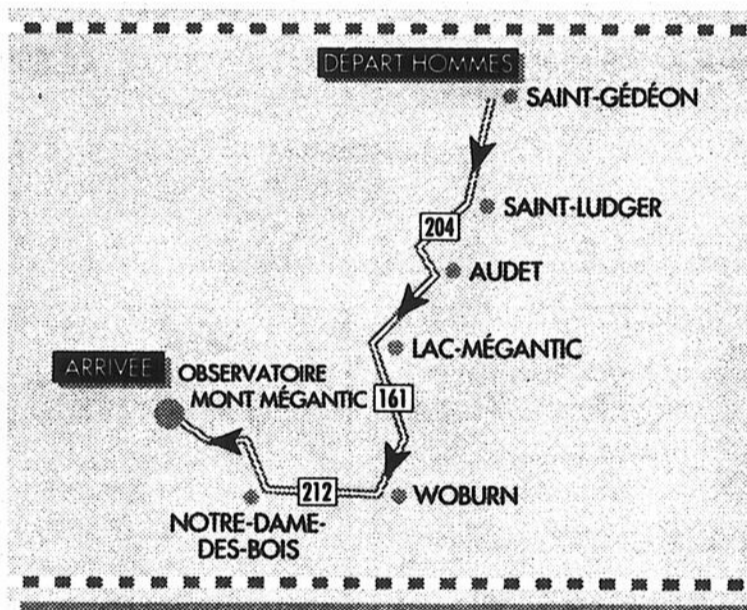 DÉPART HOMMES
SAINT-GÉDÉON
SAINT-LUDGER
204
AUDET
LAC-MÉGANTIC
ARRIVÉE
OBSERVATOIRE
MONT MÉGANTIC
161
212
WOBURN
NOTRE-DAME-
DES-BOIS